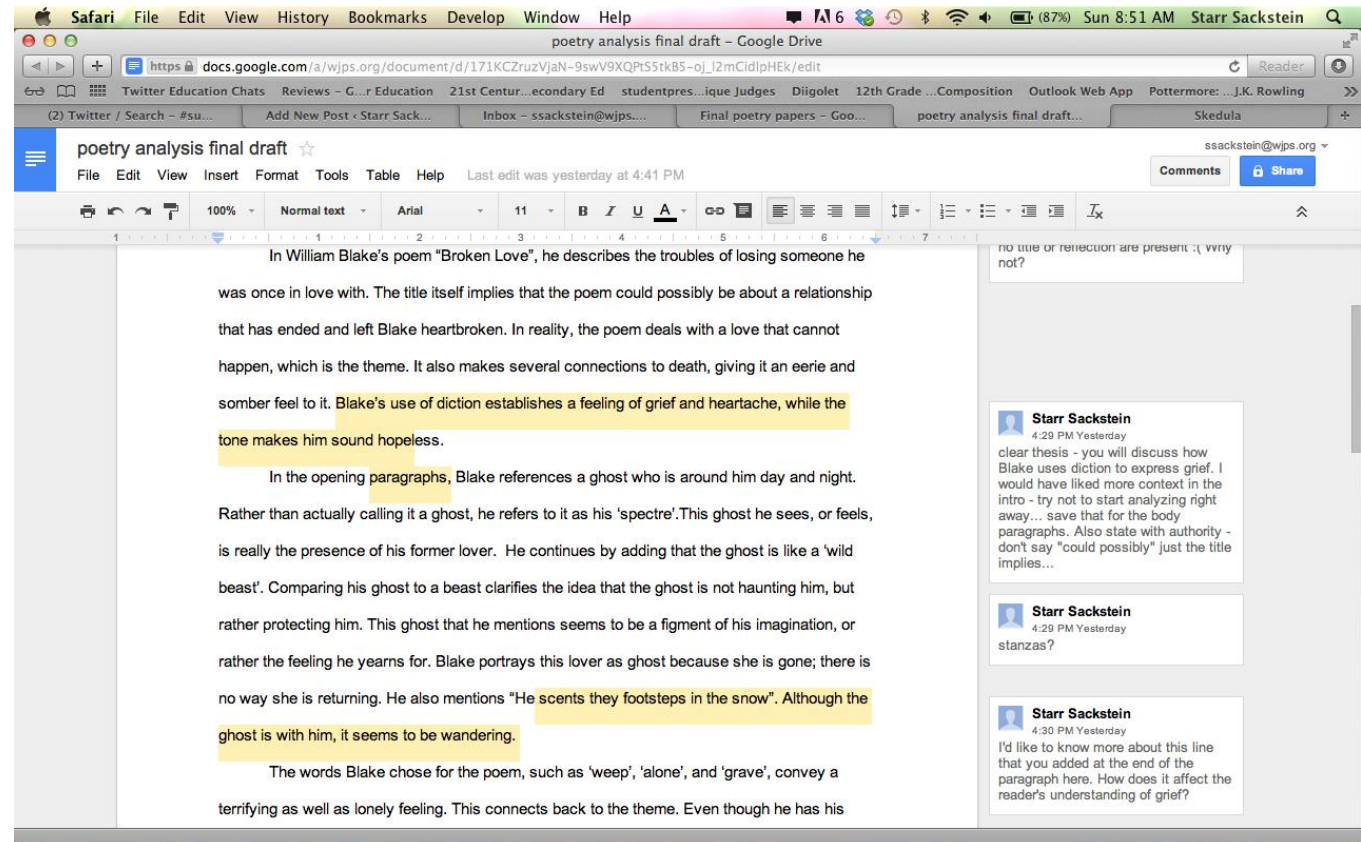 Safari File Edit View History Bookmarks Develop Window Help 6 (87%) Sun 8:51 AM Starr Sackstein
poetry analysis final draft – Google Drive
https docs.google.com/a/wjps.org/document/d/171KCZruzVjaN-9swV9XQPtS5tkB5-oj_l2mCidIpHEk/edit Reader
Twitter Education Chats Reviews – G...r Education 21st Centur...econdary Ed studentpres...ique Judges Diigolet 12th Grade ...Composition Outlook Web App Pottermore: ...J.K. Rowling
(2) Twitter / Search – #su... Add New Post ‹ Starr Sack... Inbox – ssackstein@wjps.... Final poetry papers – Goo... poetry analysis final draft... Skedula
poetry analysis final draft ssackstein@wjps.org
File Edit View Insert Format Tools Table Help Last edit was yesterday at 4:41 PM Comments Share
100% Normal text Arial 11 B I U A
1 1 2 3 4 5 6 7
In William Blake's poem “Broken Love”, he describes the troubles of losing someone he
was once in love with. The title itself implies that the poem could possibly be about a relationship
that has ended and left Blake heartbroken. In reality, the poem deals with a love that cannot
happen, which is the theme. It also makes several connections to death, giving it an eerie and
somber feel to it. Blake’s use of diction establishes a feeling of grief and heartache, while the
tone makes him sound hopeless.
In the opening paragraphs, Blake references a ghost who is around him day and night.
Rather than actually calling it a ghost, he refers to it as his ‘spectre’.This ghost he sees, or feels,
is really the presence of his former lover. He continues by adding that the ghost is like a ‘wild
beast’. Comparing his ghost to a beast clarifies the idea that the ghost is not haunting him, but
rather protecting him. This ghost that he mentions seems to be a figment of his imagination, or
rather the feeling he yearns for. Blake portrays this lover as ghost because she is gone; there is
no way she is returning. He also mentions “He scents they footsteps in the snow”. Although the
ghost is with him, it seems to be wandering.
The words Blake chose for the poem, such as ‘weep’, ‘alone’, and ‘grave’, convey a
terrifying as well as lonely feeling. This connects back to the theme. Even though he has his
no title or reflection are present :( Why
not?
Starr Sackstein
4:29 PM Yesterday
clear thesis - you will discuss how
Blake uses diction to express grief. I
would have liked more context in the
intro - try not to start analyzing right
away... save that for the body
paragraphs. Also state with authority -
don't say "could possibly" just the title
implies...
Starr Sackstein
4:29 PM Yesterday
stanzas?
Starr Sackstein
4:30 PM Yesterday
I'd like to know more about this line
that you added at the end of the
paragraph here. How does it affect the
reader's understanding of grief?